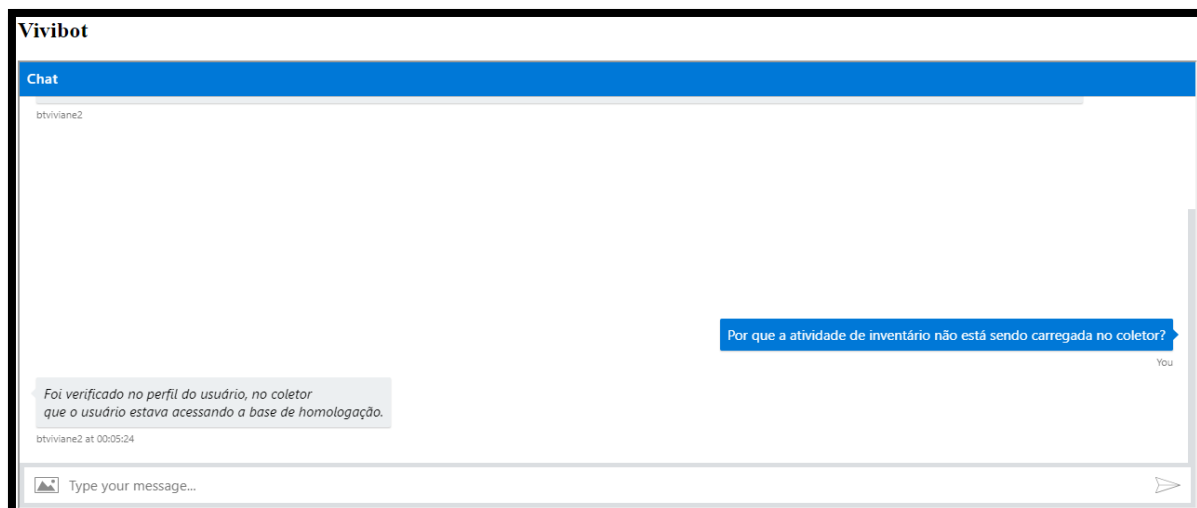 Vivibot
Chat
btviviane2
Por que a atividade de inventário não está sendo carregada no coletor?
You
Foi verificado no perfil do usuário, no coletor
que o usuário estava acessando a base de homologação.
btviviane2 at 00:05:24
Type your message...